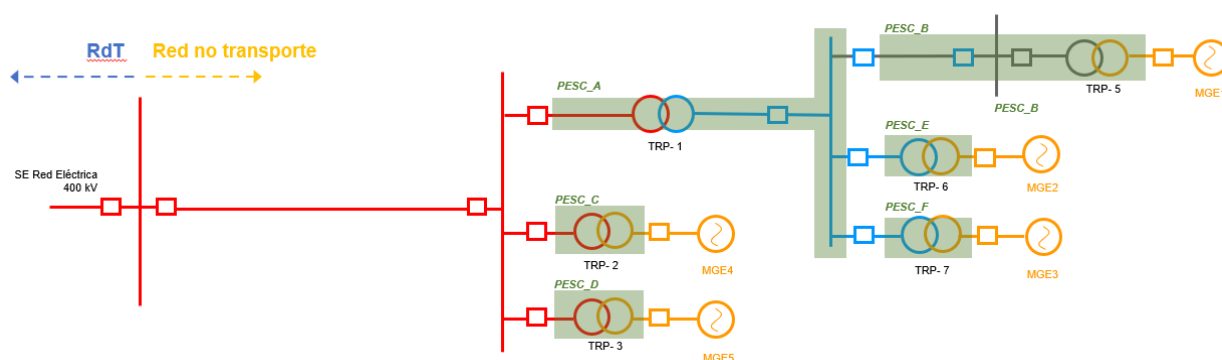 RdT
Red no transporte
SE Red Eléctrica
400 kV
PESC_A
TRP- 1
PESC_B
TRP- 5
PESC_B
MGE1
PESC_E
TRP- 6
MGE2
PESC_C
TRP- 2
MGE4
PESC_F
TRP- 7
MGE3
PESC_D
TRP- 3
MGE5